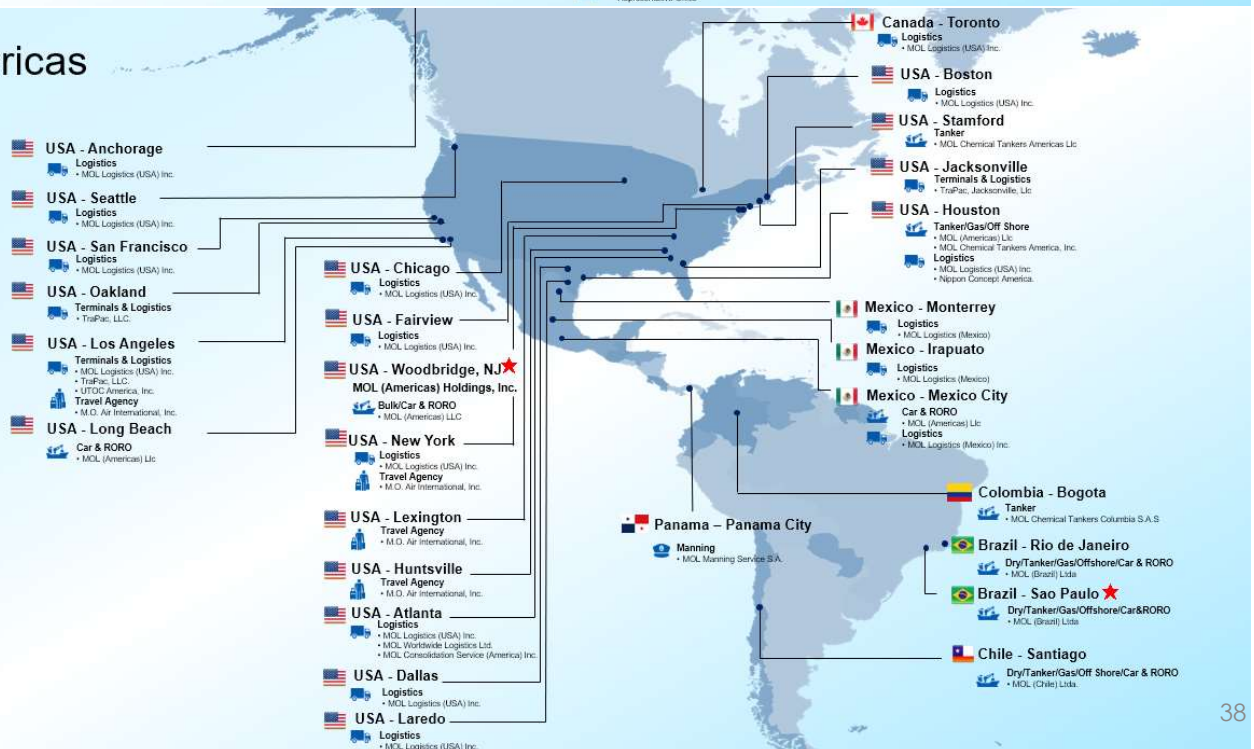 ricas
USA - Anchorage
Logistics
• MOL Logistics (USA) Inc.
USA - Seattle
Logistics
• MOL Logistics (USA) Inc.
USA - San Francisco
Logistics
• MOL Logistics (USA) Inc.
USA - Oakland
Terminals & Logistics
• TraPac, LLC.
USA - Los Angeles
Terminals & Logistics
• MOL Logistics (USA) Inc.
• TraPac, LLC.
• UTOC America, Inc.
Travel Agency
• M.O. Air International, Inc.
USA - Long Beach
Car & RORO
• MOL (Americas) Llc
USA - Chicago
Logistics
• MOL Logistics (USA) Inc.
USA - Fairview
Logistics
• MOL Logistics (USA) Inc.
USA - Woodbridge, NJ
MOL (Americas) Holdings, Inc.
Bulk/Car & RORO
• MOL (Americas) LLC
USA - New York
Logistics
• MOL Logistics (USA) Inc.
Travel Agency
• M.O. Air International, Inc.
USA - Lexington
Travel Agency
• M.O. Air International, Inc.
USA - Huntsville
Travel Agency
• M.O. Air International, Inc.
USA - Atlanta
Logistics
• MOL Logistics (USA) Inc.
• MOL Worldwide Logistics Ltd.
• MOL Consolidation Service (America) Inc.
USA - Dallas
Logistics
• MOL Logistics (USA) Inc.
USA - Laredo
Logistics
• MOL Logistics (USA) Inc.
Panama – Panama City
Manning
• MOL Manning Service S.A.
Canada - Toronto
Logistics
• MOL Logistics (USA) Inc.
USA - Boston
Logistics
• MOL Logistics (USA) Inc.
USA - Stamford
Tanker
• MOL Chemical Tankers Americas Llc
USA - Jacksonville
Terminals & Logistics
• TraPac, Jacksonville, Llc
USA - Houston
Tanker/Gas/Off Shore
• MOL (Americas) Llc
• MOL Chemical Tankers America, Inc.
Logistics
• MOL Logistics (USA) Inc.
• Nippon Concept America.
Mexico - Monterrey
Logistics
• MOL Logistics (Mexico)
Mexico - Irapuato
Logistics
• MOL Logistics (Mexico)
Mexico - Mexico City
Car & RORO
• MOL (Americas) Llc
Logistics
• MOL Logistics (Mexico) Inc.
Colombia - Bogota
Tanker
• MOL Chemical Tankers Columbia S.A.S
Brazil - Rio de Janeiro
Dry/Tanker/Gas/Offshore/Car & RORO
• MOL (Brazil) Ltda
Brazil - Sao Paulo
Dry/Tanker/Gas/Offshore/Car&RORO
• MOL (Brazil) Ltda
Chile - Santiago
Dry/Tanker/Gas/Off Shore/Car & RORO
• MOL (Chile) Ltda.
38